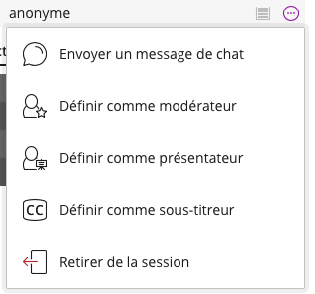 anonyme
Envoyer un message de chat
Définir comme modérateur
Définir comme présentateur
CC
Définir comme sous-titreur
Retirer de la session